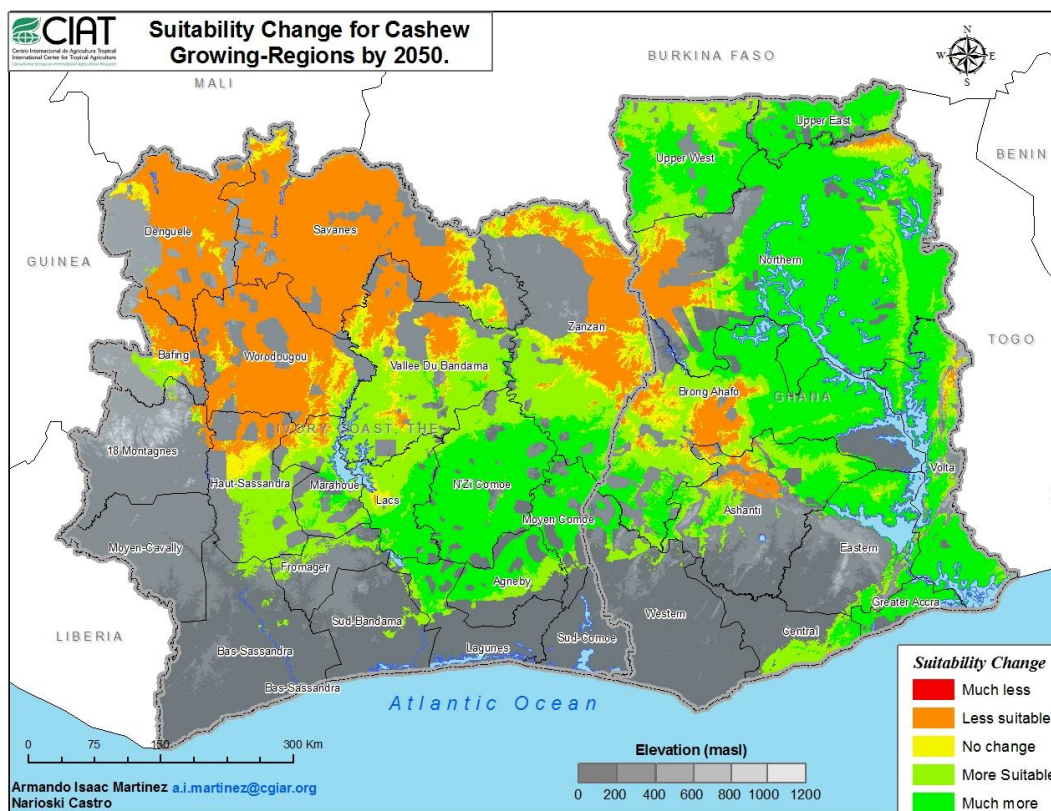 CIAT
Centro Internacional de Agricultura Tropical
International Center for Tropical Agriculture
Suitability Change for Cashew
Growing-Regions by 2050.
MALI
BURKINA FASO
N
W E
S
BENIN
GUINEA
TOGO
LIBERIA
IVORY COAST, THE
GHANA
Upper East
Upper West
Denguele
Savanes
Northern
Zanzan
Bafing
Worodougou
Vallee Du Bandama
Brong Ahafo
18 Montagnes
Haut-Sassandra
Marahoue
Lacs
N'Zi Comoe
Volta
Moyen-Cavally
Moyen Comoe
Ashanti
Eastern
Fromager
Agneby
Greater Accra
Sud-Bandama
Western
Central
Bas-Sassandra
Lagunes
Sud-Comoe
Bas-Sassandra
Atlantic Ocean
0 75 150 300 Km
Armando Isaac Martínez a.i.martinez@cgiar.org
Narioski Castro
Elevation (masl)
0 200 400 600 800 1000 1200
Suitability Change
Much less
Less suitable
No change
More Suitable
Much more